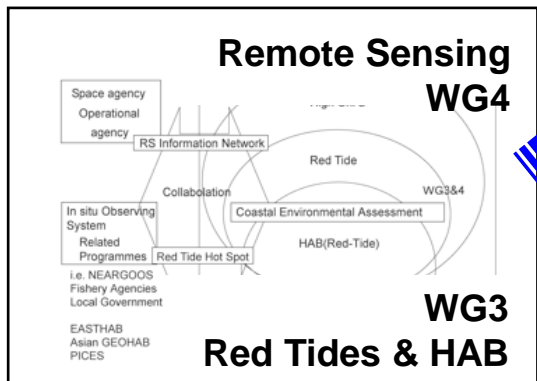 Remote Sensing
WG4
Space agency
Operational
agency
RS Information Network
Red Tide
Collabolation
WG3&4
In situ Observing
System
Related
Programmes
Coastal Environmental Assessment
HAB(Red-Tide)
Red Tide Hot Spot
i.e. NEARGOOS
Fishery Agencies
Local Government
EASTHAB
Asian GEOHAB
PICES
WG3
Red Tides & HAB